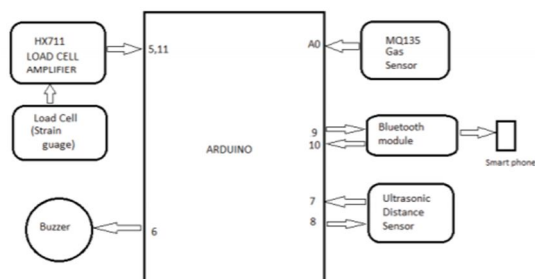 HX711
LOAD CELL
AMPLIFIER
5,11
Load Cell
(Strain
guage)
Buzzer
6
ARDUINO
A0
MQ135
Gas
Sensor
9
10
Bluetooth
module
Smart phone
7
8
Ultrasonic
Distance
Sensor